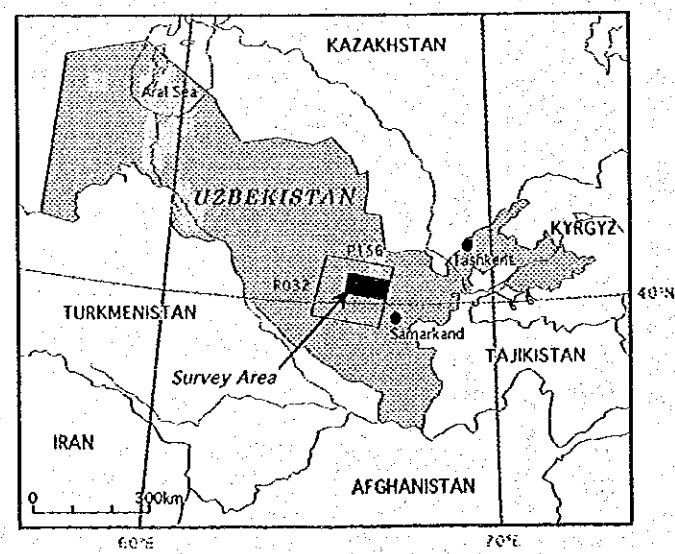 KAZAKHSTAN
Aral Sea
UZBEKISTAN
KYRGYZ
P156
Tashkent
R032
40°N
TURKMENISTAN
Samarkand
TAJIKISTAN
Survey Area
IRAN
AFGHANISTAN
0 300km
60°E 70°E